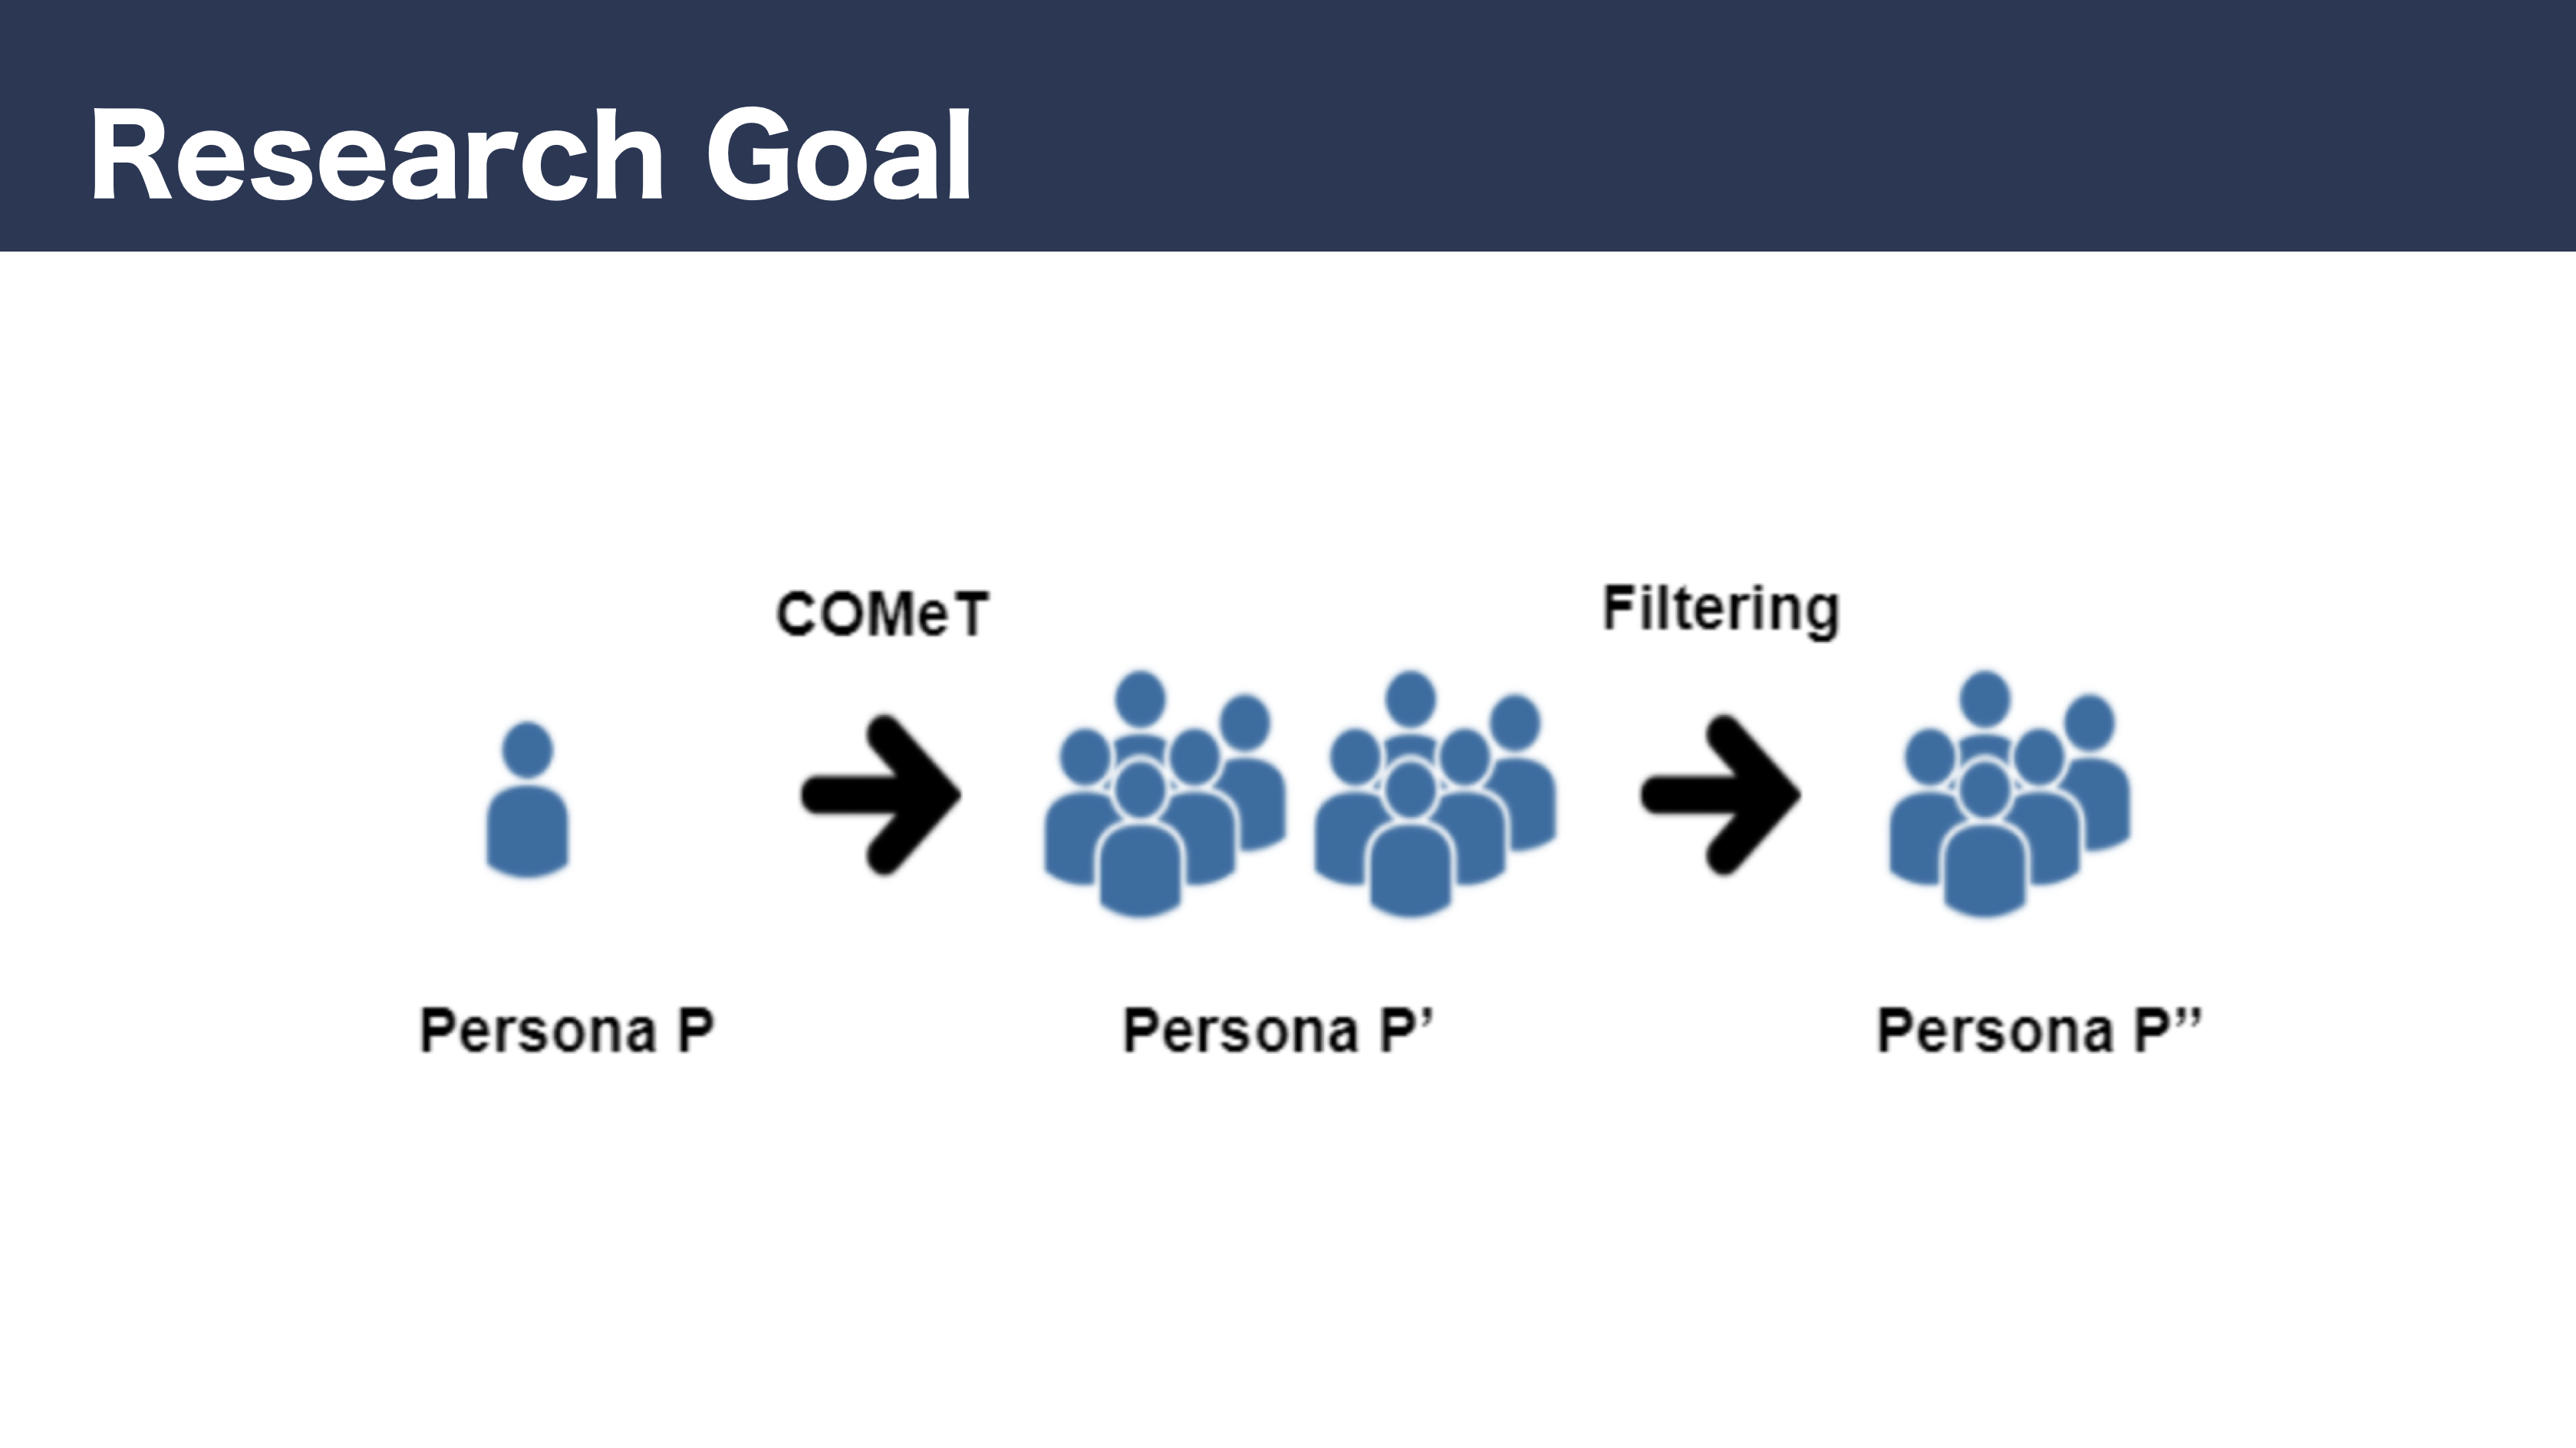 Research Goal
COMeT
Filtering
Persona P
Persona P’
Persona P”